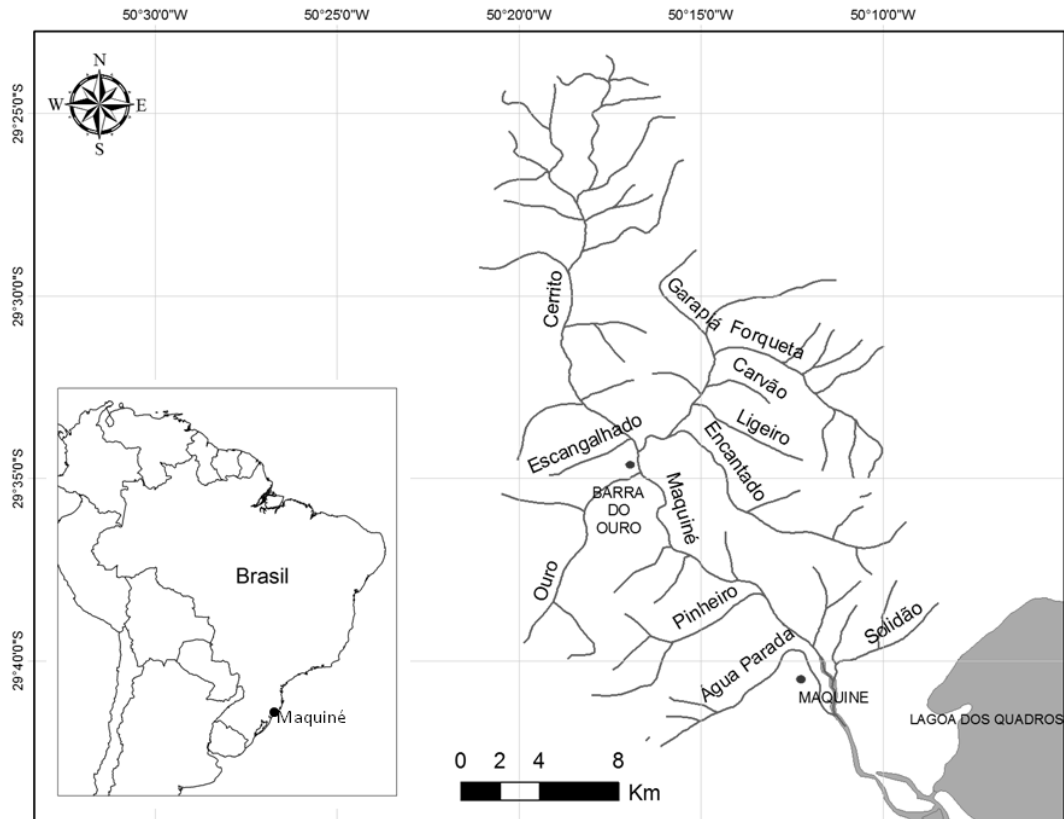 50°30'0"W 50°25'0"W 50°20'0"W 50°15'0"W 50°10'0"W
N
W E
S
29°25'0"S
29°30'0"S
29°35'0"S
29°40'0"S
Cerrito
Garapiá
Forqueta
Carvão
Ligeiro
Encantado
Escangalhado
BARRA
DO
OURO
Maquiné
Ouro
Pinheiro
Água Parada
Solidão
MAQUINE
LAGOA DOS QUADROS
Brasil
Maquiné
0 2 4 8
Km